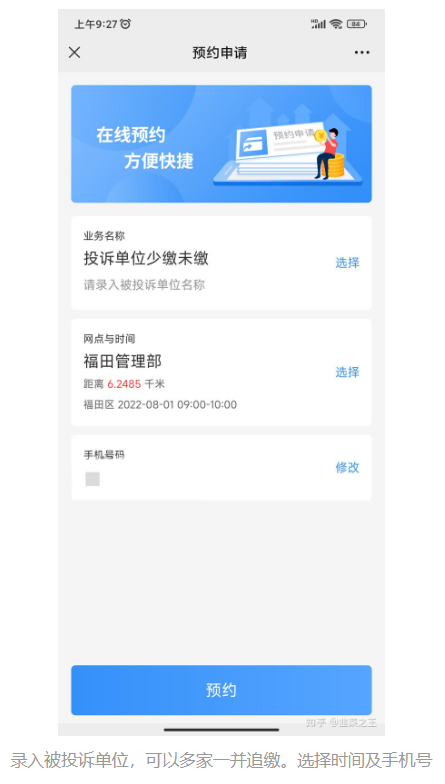 上午9:27
HD
84
预约申请
在线预约
方便快捷
预约申请
业务名称
投诉单位少缴未缴
请录入被投诉单位名称
选择
网点与时间
福田管理部
距离 6.2485 千米
福田区 2022-08-01 09:00-10:00
选择
手机号码
修改
预约
知乎 @韭菜之王
录入被投诉单位，可以多家一并追缴。选择时间及手机号